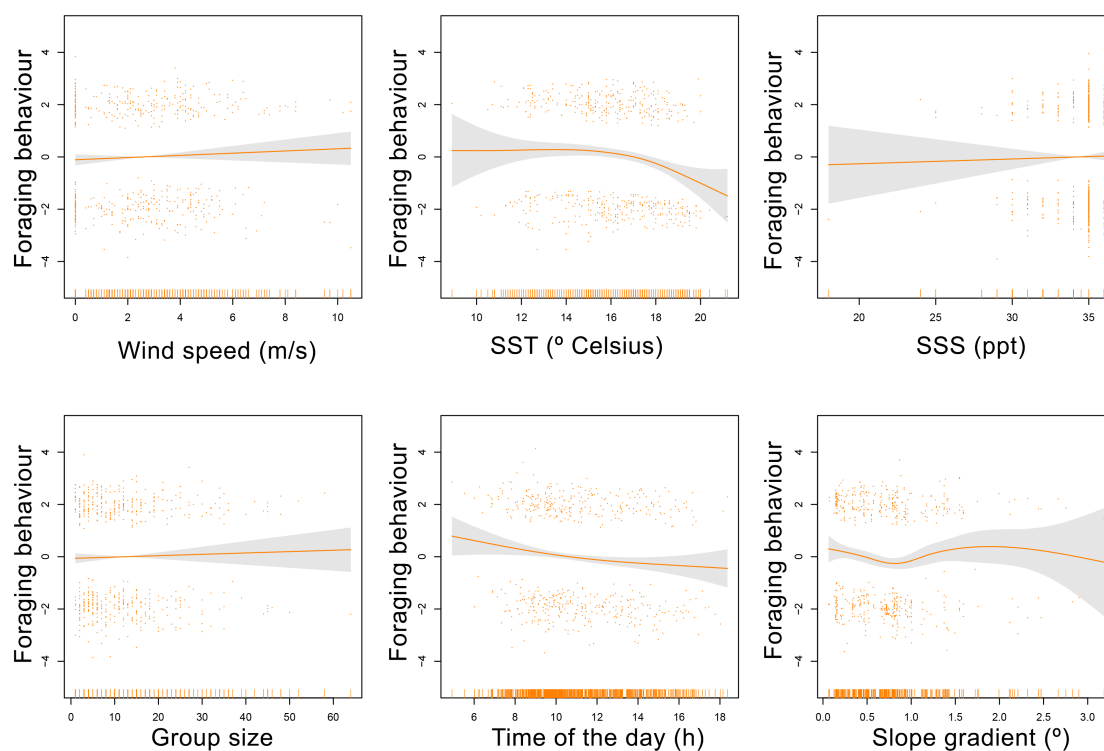 Foraging behaviour
4
2
0
−2
−4
0 2 4 6 8 10
Wind speed (m/s)
Foraging behaviour
4
2
0
−2
−4
10 12 14 16 18 20
SST (º Celsius)
Foraging behaviour
4
2
0
−2
−4
20 25 30 35
SSS (ppt)
Foraging behaviour
4
2
0
−2
−4
0 10 20 30 40 50 60
Group size
Foraging behaviour
4
2
0
−2
−4
6 8 10 12 14 16 18
Time of the day (h)
Foraging behaviour
4
2
0
−2
−4
0.0 0.5 1.0 1.5 2.0 2.5 3.0
Slope gradient (º)